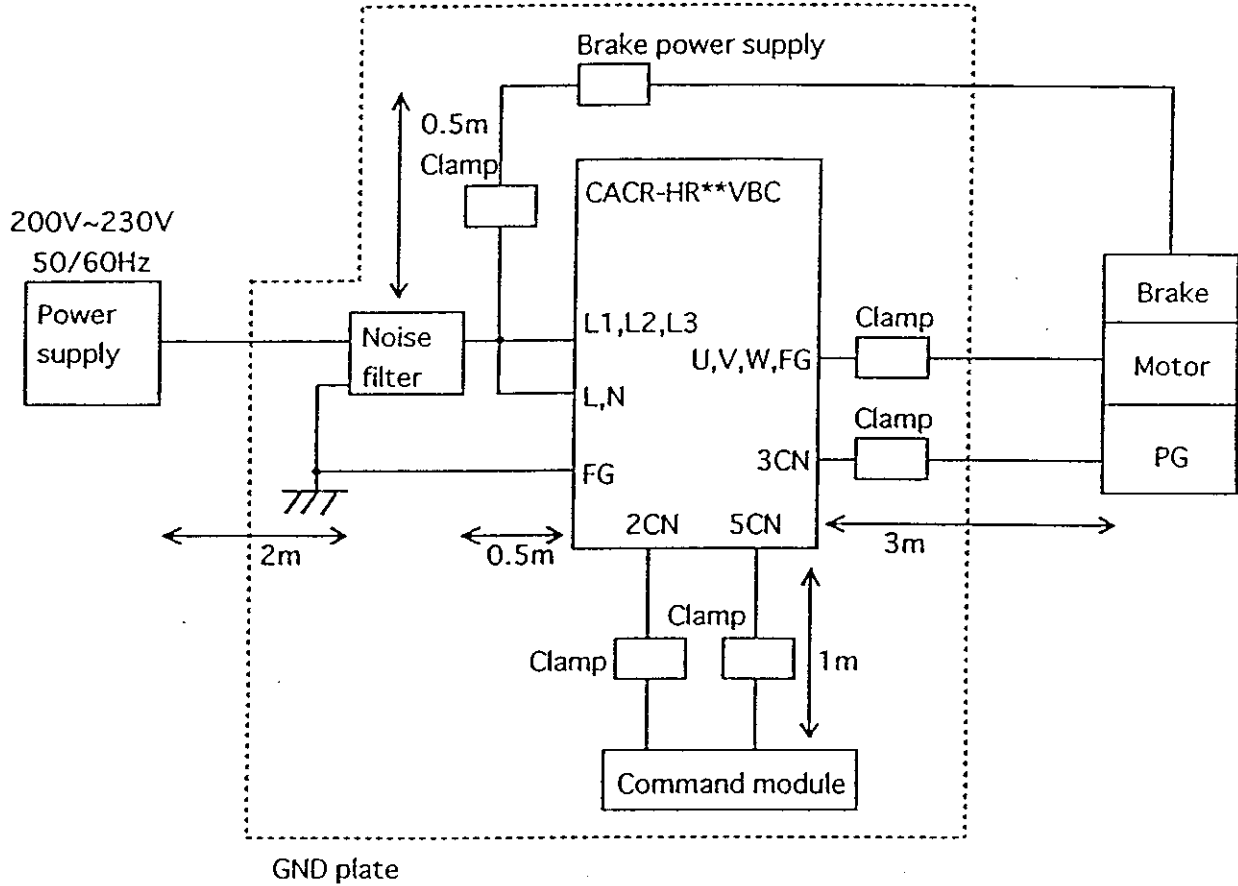 Brake power supply
0.5m
Clamp
CACR-HR**VBC
200V~230V
50/60Hz
Power
supply
Noise
filter
L1,L2,L3
L,N
FG
U,V,W,FG
3CN
Clamp
Clamp
Brake
Motor
PG
2CN
5CN
2m
0.5m
3m
Clamp
Clamp
1m
Command module
GND plate